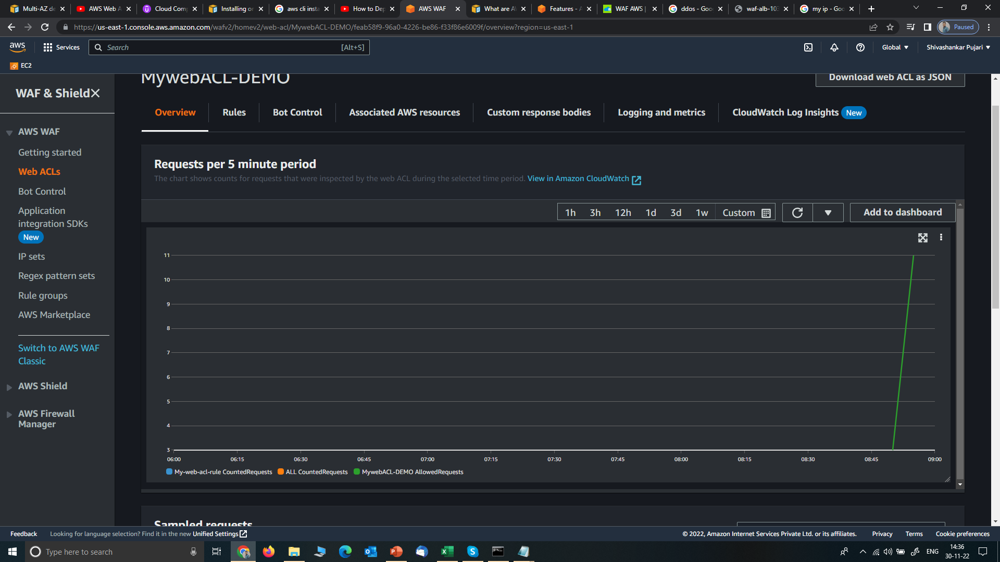 Multi-AZ de
AWS Web A
Cloud Comp
Installing or
aws cli insta
How to Dep
AWS WAF
What are A
Features - A
WAF AWS |
ddos - Goo
waf-alb-103
my ip - Goo
https://us-east-1.console.aws.amazon.com/wafv2/homev2/web-acl/MywebACL-DEMO/feab58f9-96a0-4226-be86-f33f86e6009f/overview?region=us-east-1
Paused
aws
Services
Search
[Alt+S]
Global
Shivashankar Pujari
EC2
WAF & Shield
AWS WAF
Getting started
Web ACLs
Bot Control
Application
integration SDKs
New
IP sets
Regex pattern sets
Rule groups
AWS Marketplace
Switch to AWS WAF
Classic
AWS Shield
AWS Firewall
Manager
MywebACL-DEMO
Download web ACL as JSON
Overview
Rules
Bot Control
Associated AWS resources
Custom response bodies
Logging and metrics
CloudWatch Log Insights New
Requests per 5 minute period
The chart shows counts for requests that were inspected by the web ACL during the selected time period. View in Amazon CloudWatch
1h 3h 12h 1d 3d 1w Custom
Add to dashboard
11
10
9
8
7
6
5
4
3
06:00 06:15 06:30 06:45 07:00 07:15 07:30 07:45 08:00 08:15 08:30 08:45 09:00
My-web-acl-rule CountedRequests ALL CountedRequests MywebACL-DEMO AllowedRequests
Sampled requests
Feedback
Looking for language selection? Find it in the new Unified Settings
© 2022, Amazon Internet Services Private Ltd. or its affiliates.
Privacy
Terms
Cookie preferences
Type here to search
ENG
14:36
30-11-22